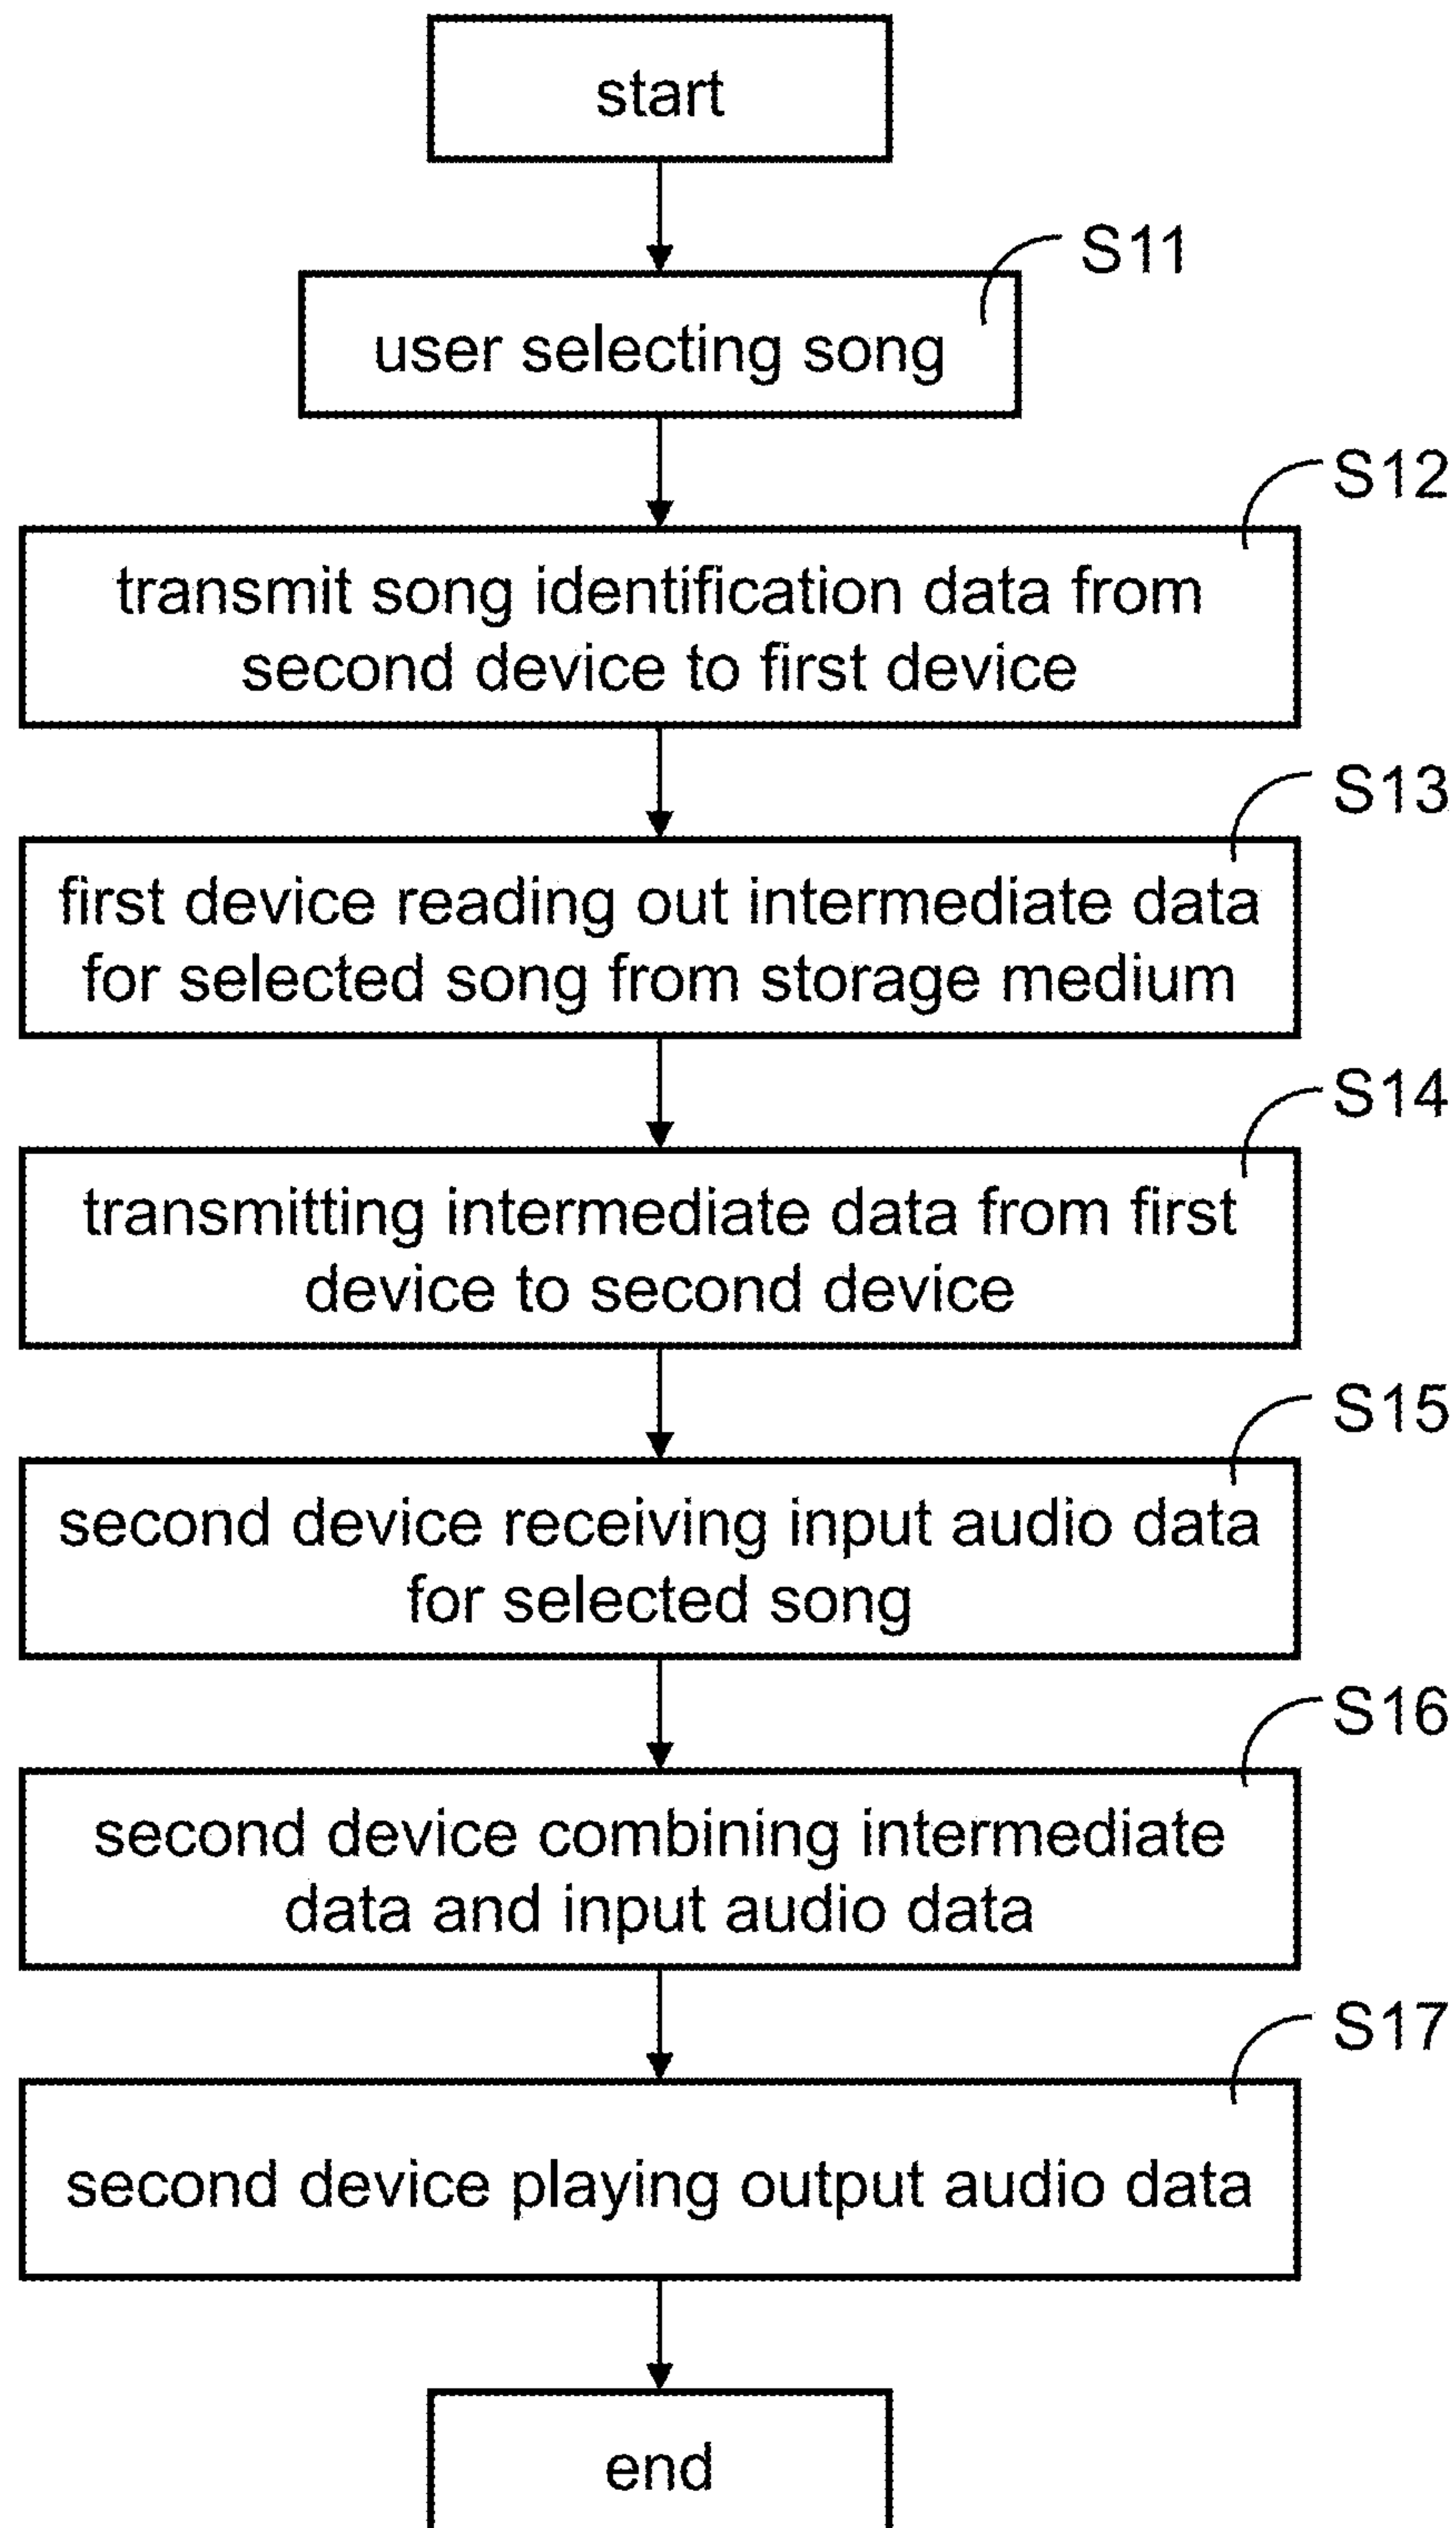 start
S11
user selecting song
S12
transmit song identification data from
second device to first device
S13
first device reading out intermediate data
for selected song from storage medium
S14
transmitting intermediate data from first
device to second device
S15
second device receiving input audio data
for selected song
S16
second device combining intermediate
data and input audio data
S17
second device playing output audio data
end